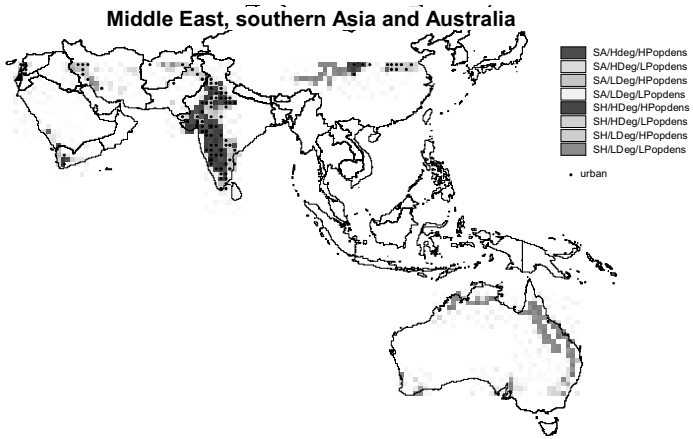 Middle East, southern Asia and Australia
SA/Hdeg/HPopdens
SA/HDeg/LPopdens
SA/LDeg/HPopdens
SA/LDeg/LPopdens
SH/HDeg/HPopdens
SH/HDeg/LPopdens
SH/LDeg/HPopdens
SH/LDeg/LPopdens
urban